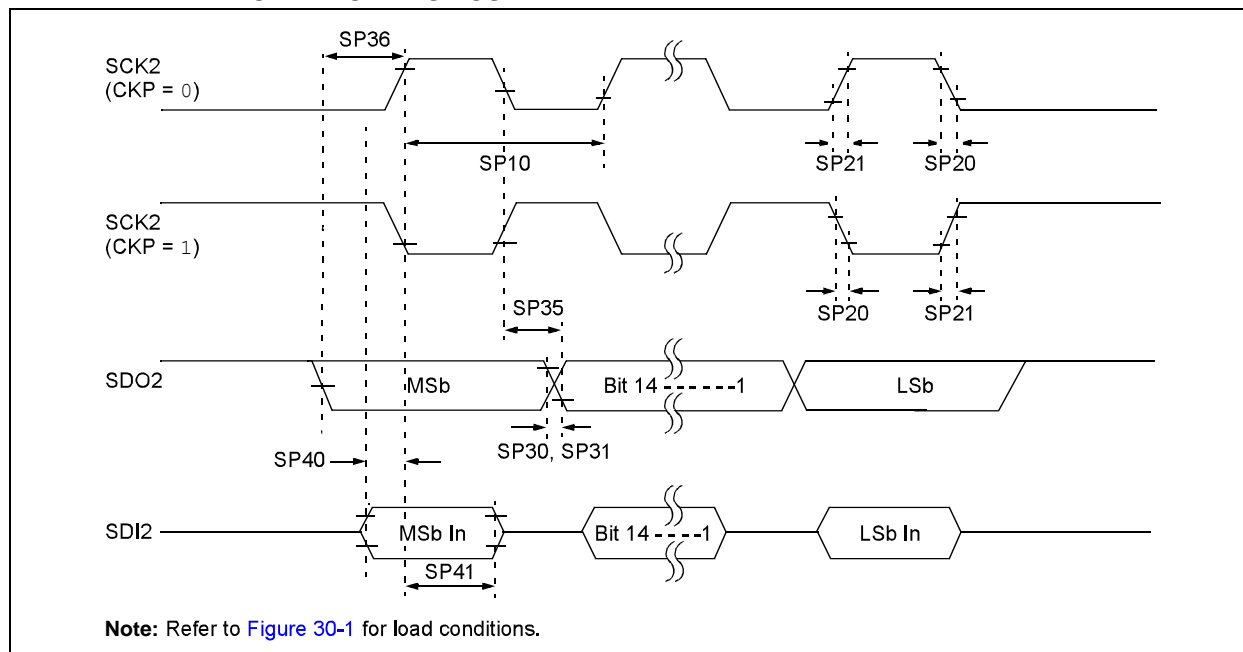 SP36
SCK2
(CKP = 0)
SP10
SP21
SP20
SCK2
(CKP = 1)
SP35
SP20
SP21
SDO2
MSb
Bit 14 - - - - - -1
LSb
SP30, SP31
SP40
SDI2
MSb In
Bit 14 - - - - -1
LSb In
SP41
Note: Refer to Figure 30-1 for load conditions.